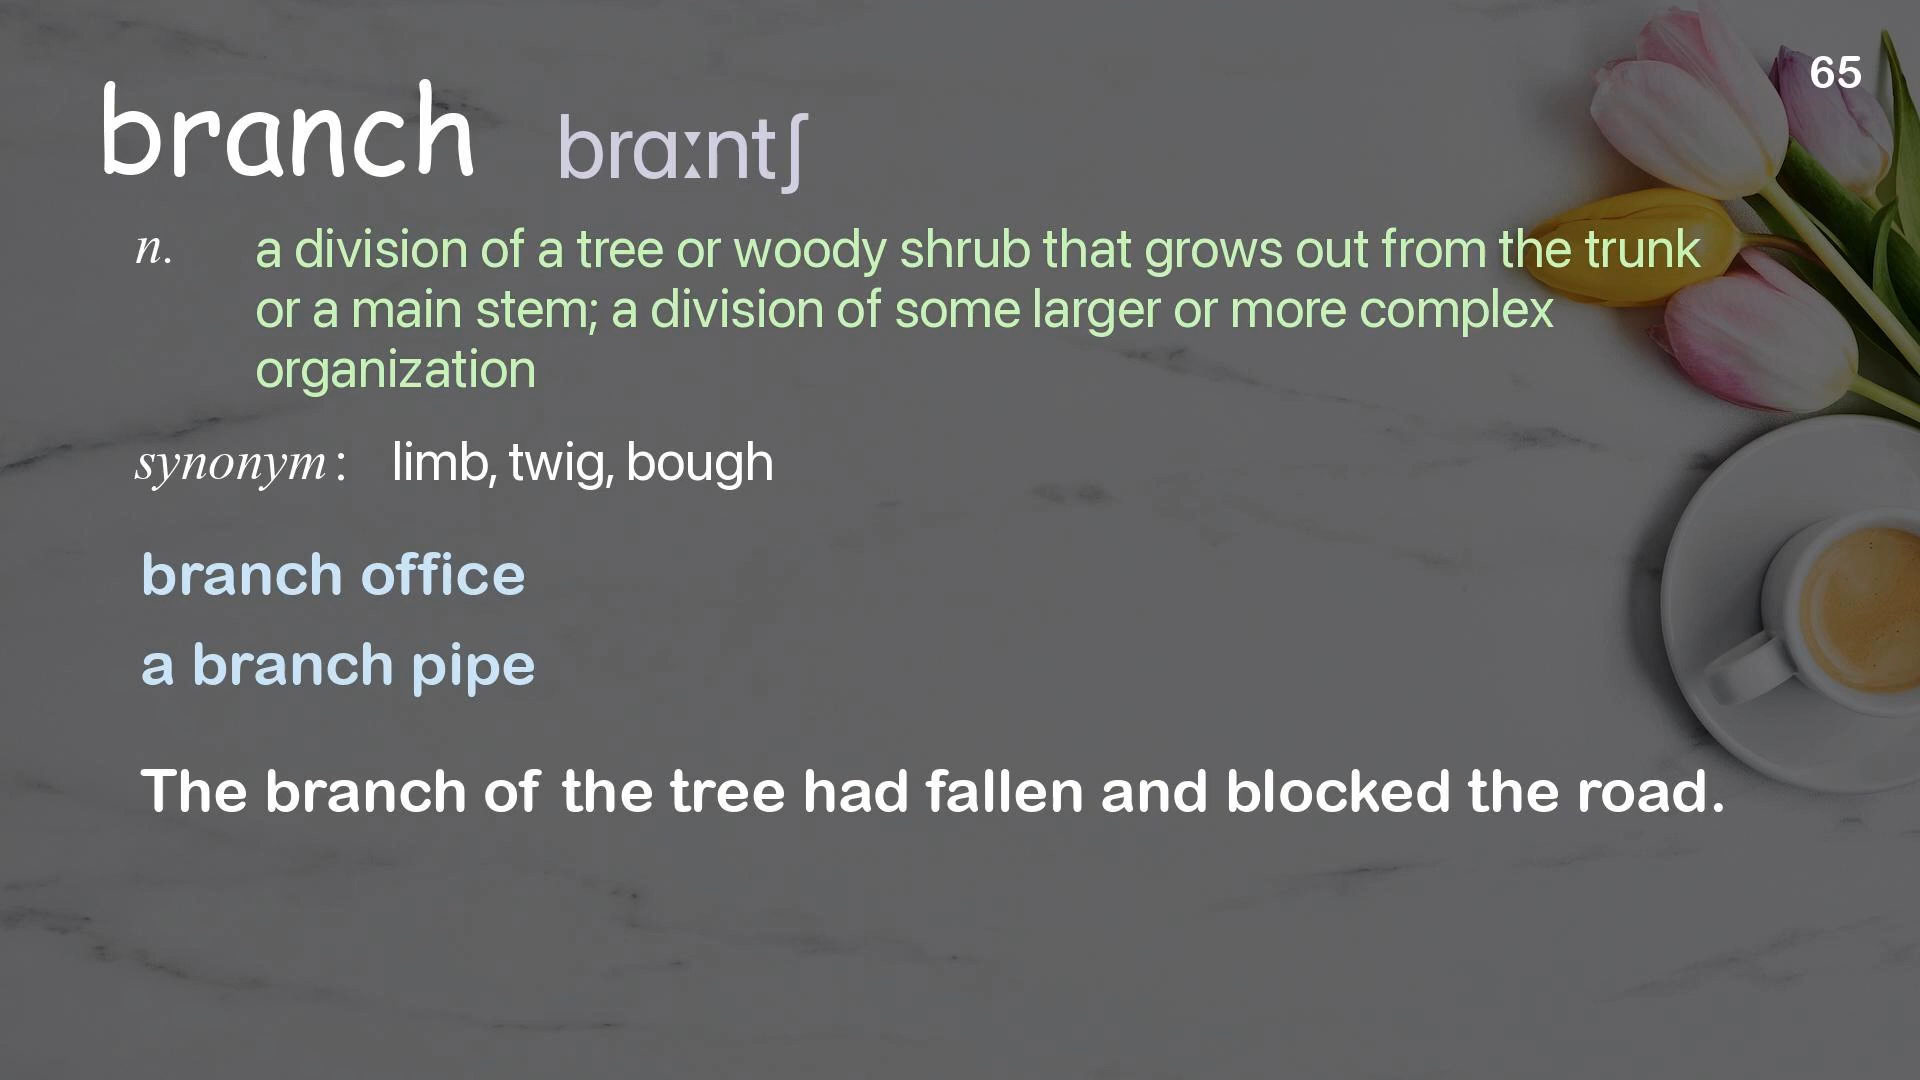 65
branch brɑːntʃ
n. a division of a tree or woody shrub that grows out from the trunk
or a main stem; a division of some larger or more complex
organization
synonym: limb, twig, bough
branch office
a branch pipe
The branch of the tree had fallen and blocked the road.